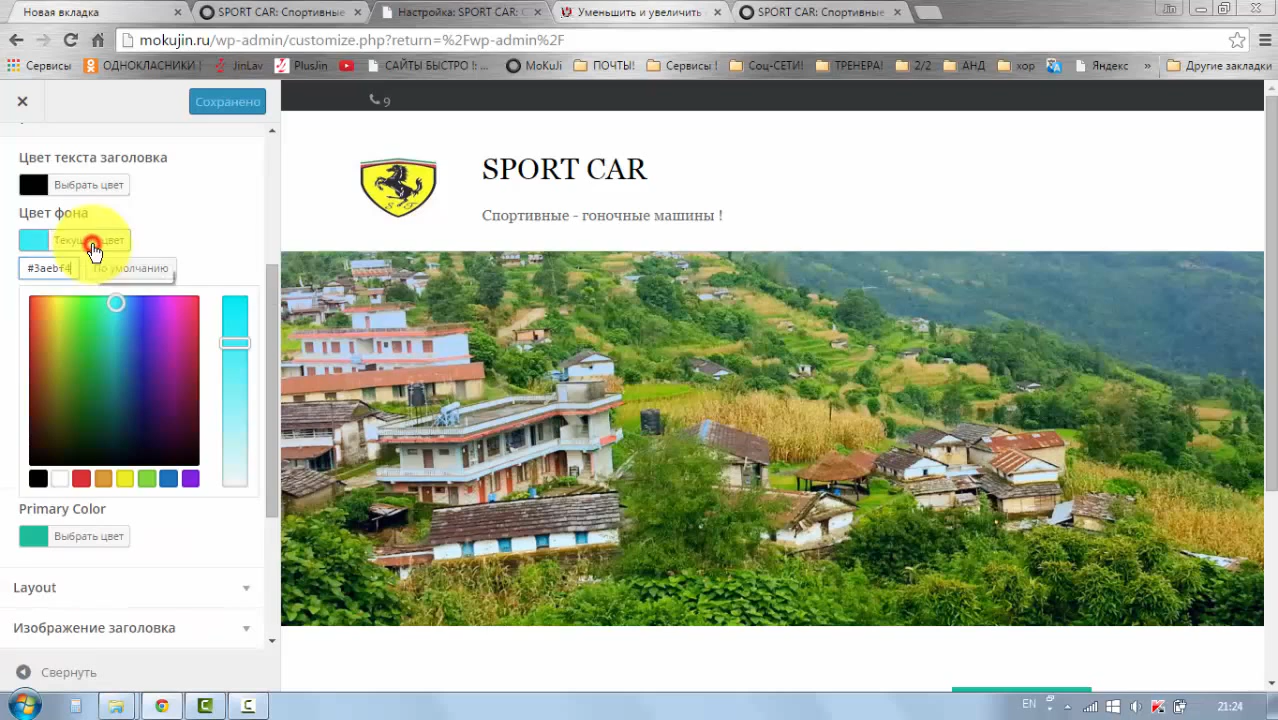 Новая вкладка
SPORT CAR: Спортивные
Настройка: SPORT CAR: С
Уменьшить и увеличить
SPORT CAR: Спортивные
mokujin.ru/wp-admin/customize.php?return=%2Fwp-admin%2F
Сервисы
ОДНОКЛАСНИКИ
JinLav
PlusJin
САЙТЫ БЫСТРО !: ...
MoKuJi
ПОЧТЫ!
Сервисы !
Соц-СЕТИ!
ТРЕНЕРА!
2/2
АНД
хор
Яндекс
»
Другие закладки
Сохранено
9
Цвет текста заголовка
Выбрать цвет
Цвет фона
Текущий цвет
#3aebf4
По умолчанию
Primary Color
Выбрать цвет
Layout
Изображение заголовка
Свернуть
SPORT CAR
Спортивные - гоночные машины !
EN
21:24